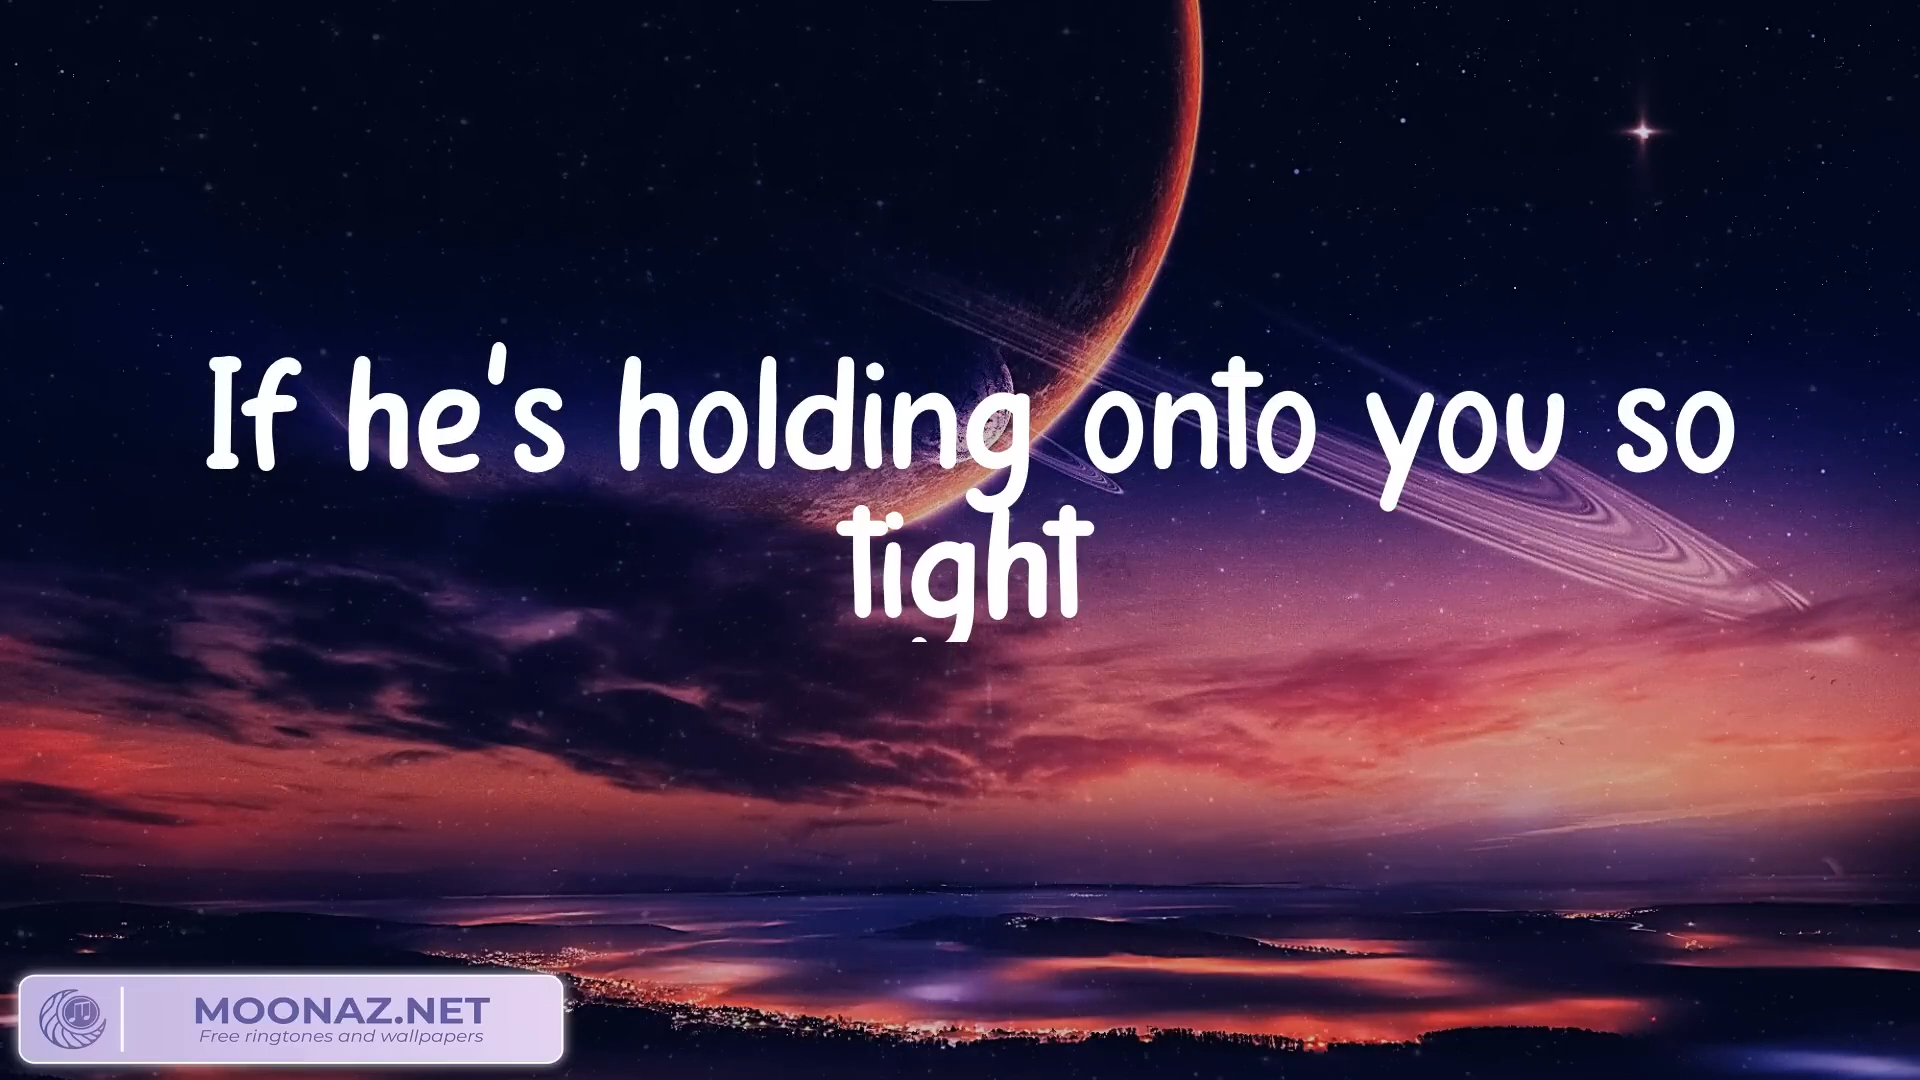 If he's holding onto you so
tight
MOONAZ.NET
Free ringtones and wallpapers